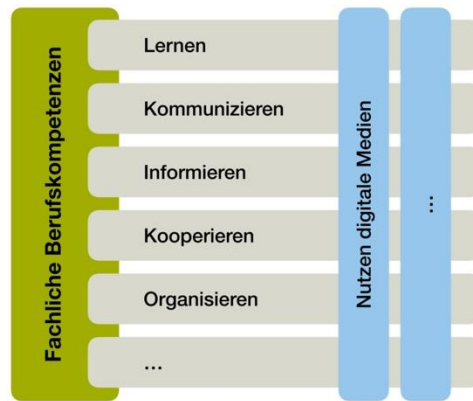 Fachliche Berufskompetenzen
Lernen
Kommunizieren
Informieren
Kooperieren
Organisieren
...
Nutzen digitale Medien
...